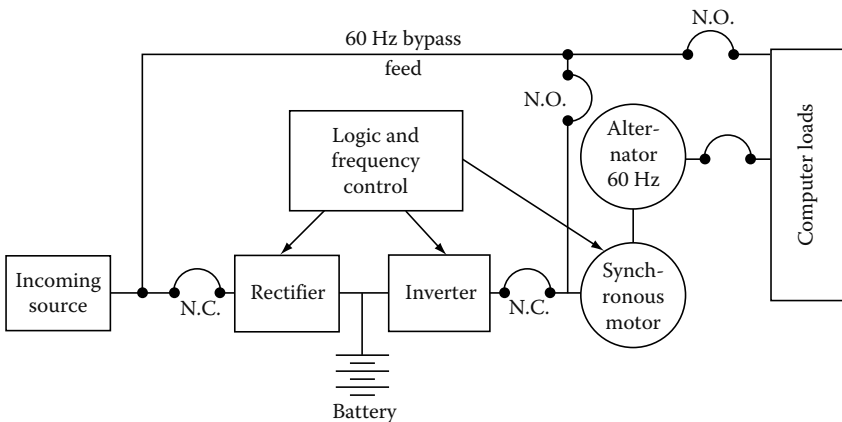 N.O.
60 Hz bypass
feed
N.O.
Logic and
frequency
control
Alter-
nator
60 Hz
Computer loads
Incoming
source
N.C.
Rectifier
Inverter
N.C.
Synch-
ronous
motor
Battery